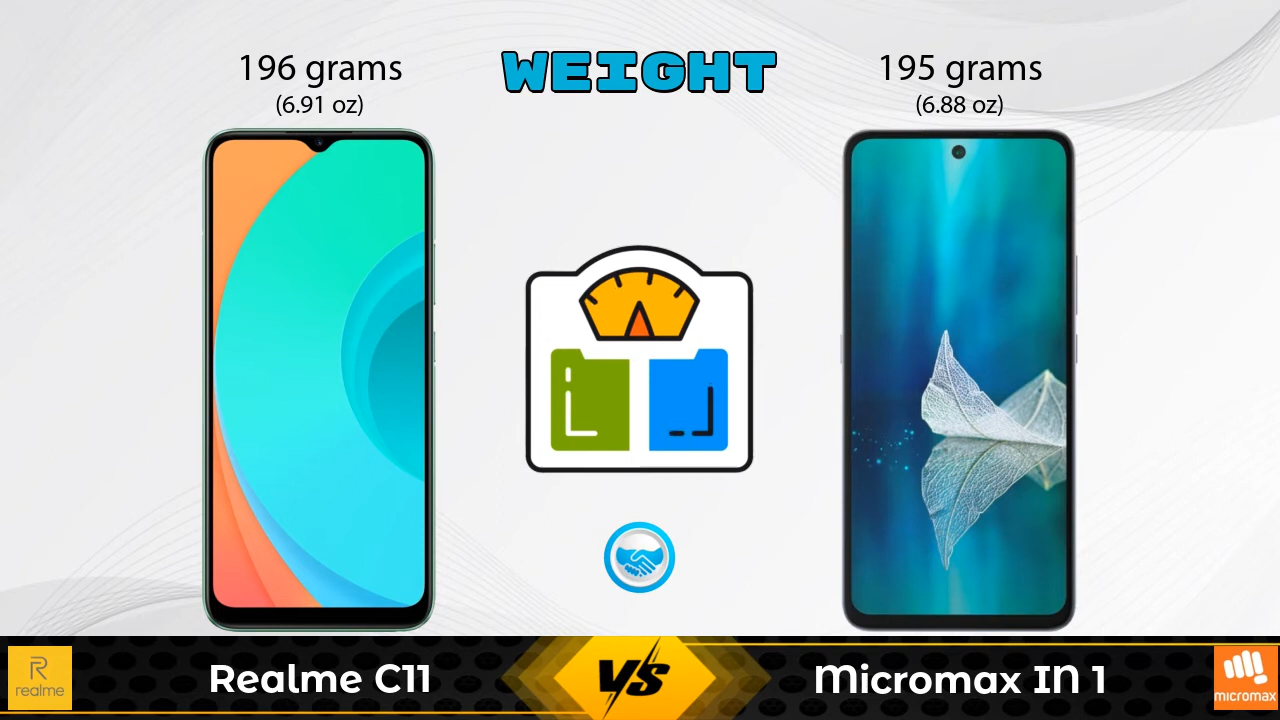 196 grams
(6.91 oz)
WEIGHT
195 grams
(6.88 oz)
R
realme
Realme C11
VS
Micromax IN 1
micromax